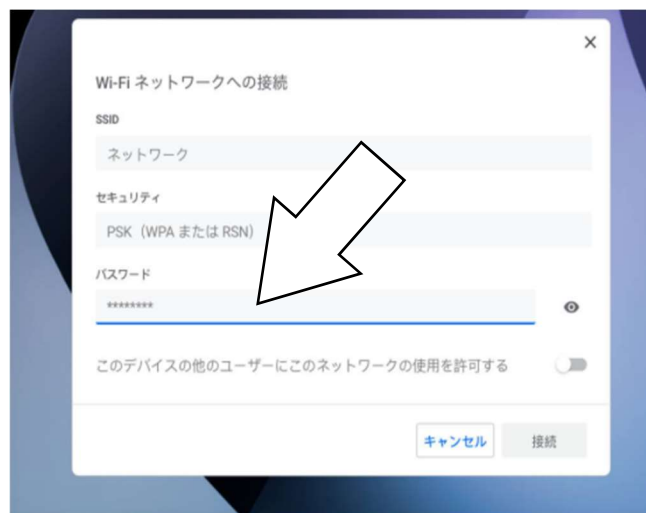 Wi-Fi ネットワークへの接続
SSID
ネットワーク
セキュリティ
PSK（WPA または RSN）
パスワード
********
このデバイスの他のユーザーにこのネットワークの使用を許可する
キャンセル 接続